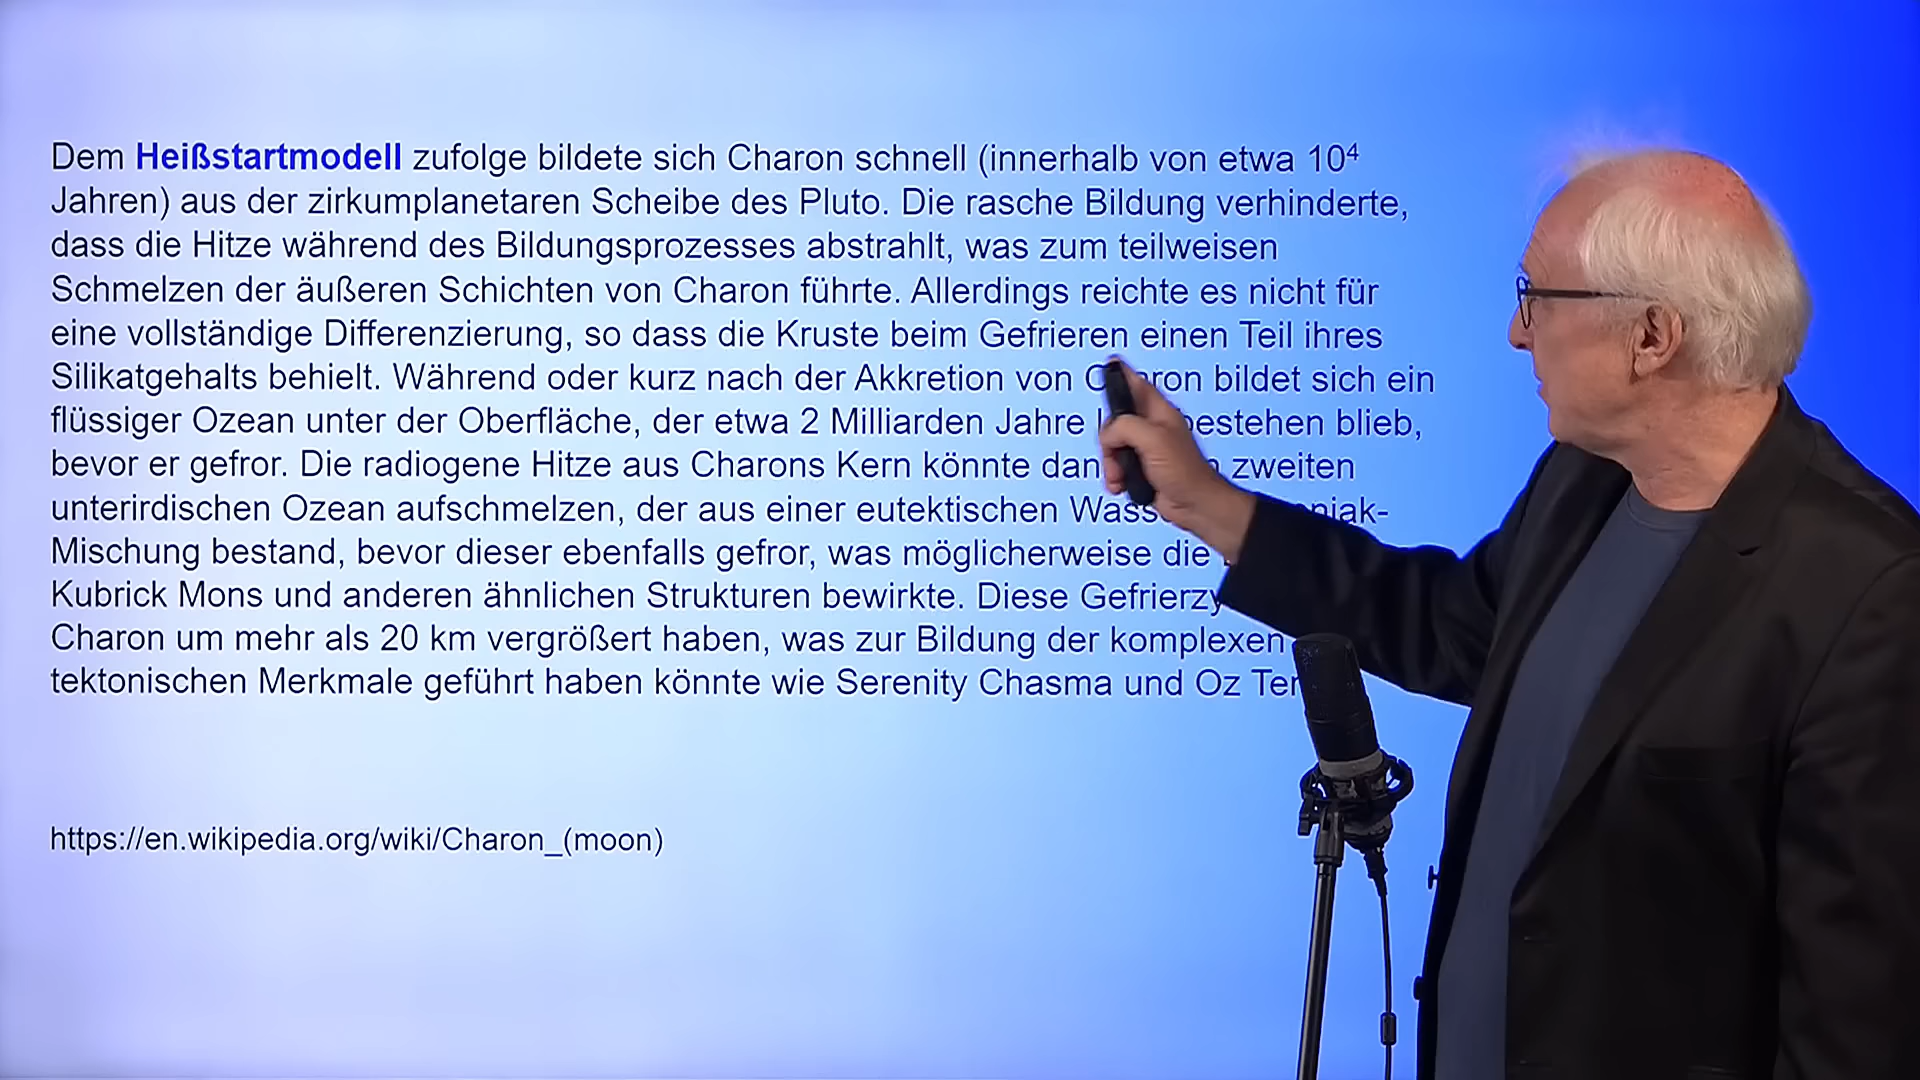 Dem Heißstartmodell zufolge bildete sich Charon schnell (innerhalb von etwa 10⁴
Jahren) aus der zirkumplanetaren Scheibe des Pluto. Die rasche Bildung verhinderte,
dass die Hitze während des Bildungsprozesses abstrahlt, was zum teilweisen
Schmelzen der äußeren Schichten von Charon führte. Allerdings reichte es nicht für
eine vollständige Differenzierung, so dass die Kruste beim Gefrieren einen Teil ihres
Silikatgehalts behielt. Während oder kurz nach der Akkretion von Charon bildet sich ein
flüssiger Ozean unter der Oberfläche, der etwa 2 Milliarden Jahre bestehen blieb,
bevor er gefror. Die radiogene Hitze aus Charons Kern könnte zweiten
unterirdischen Ozean aufschmelzen, der aus einer eutektischen
Mischung bestand, bevor dieser ebenfalls gefror, was möglicherweise die
Kubrick Mons und anderen ähnlichen Strukturen bewirkte. Diese
Charon um mehr als 20 km vergrößert haben, was zur Bildung der komplexen
tektonischen Merkmale geführt haben könnte wie Serenity Chasma und Oz
https://en.wikipedia.org/wiki/Charon_(moon)